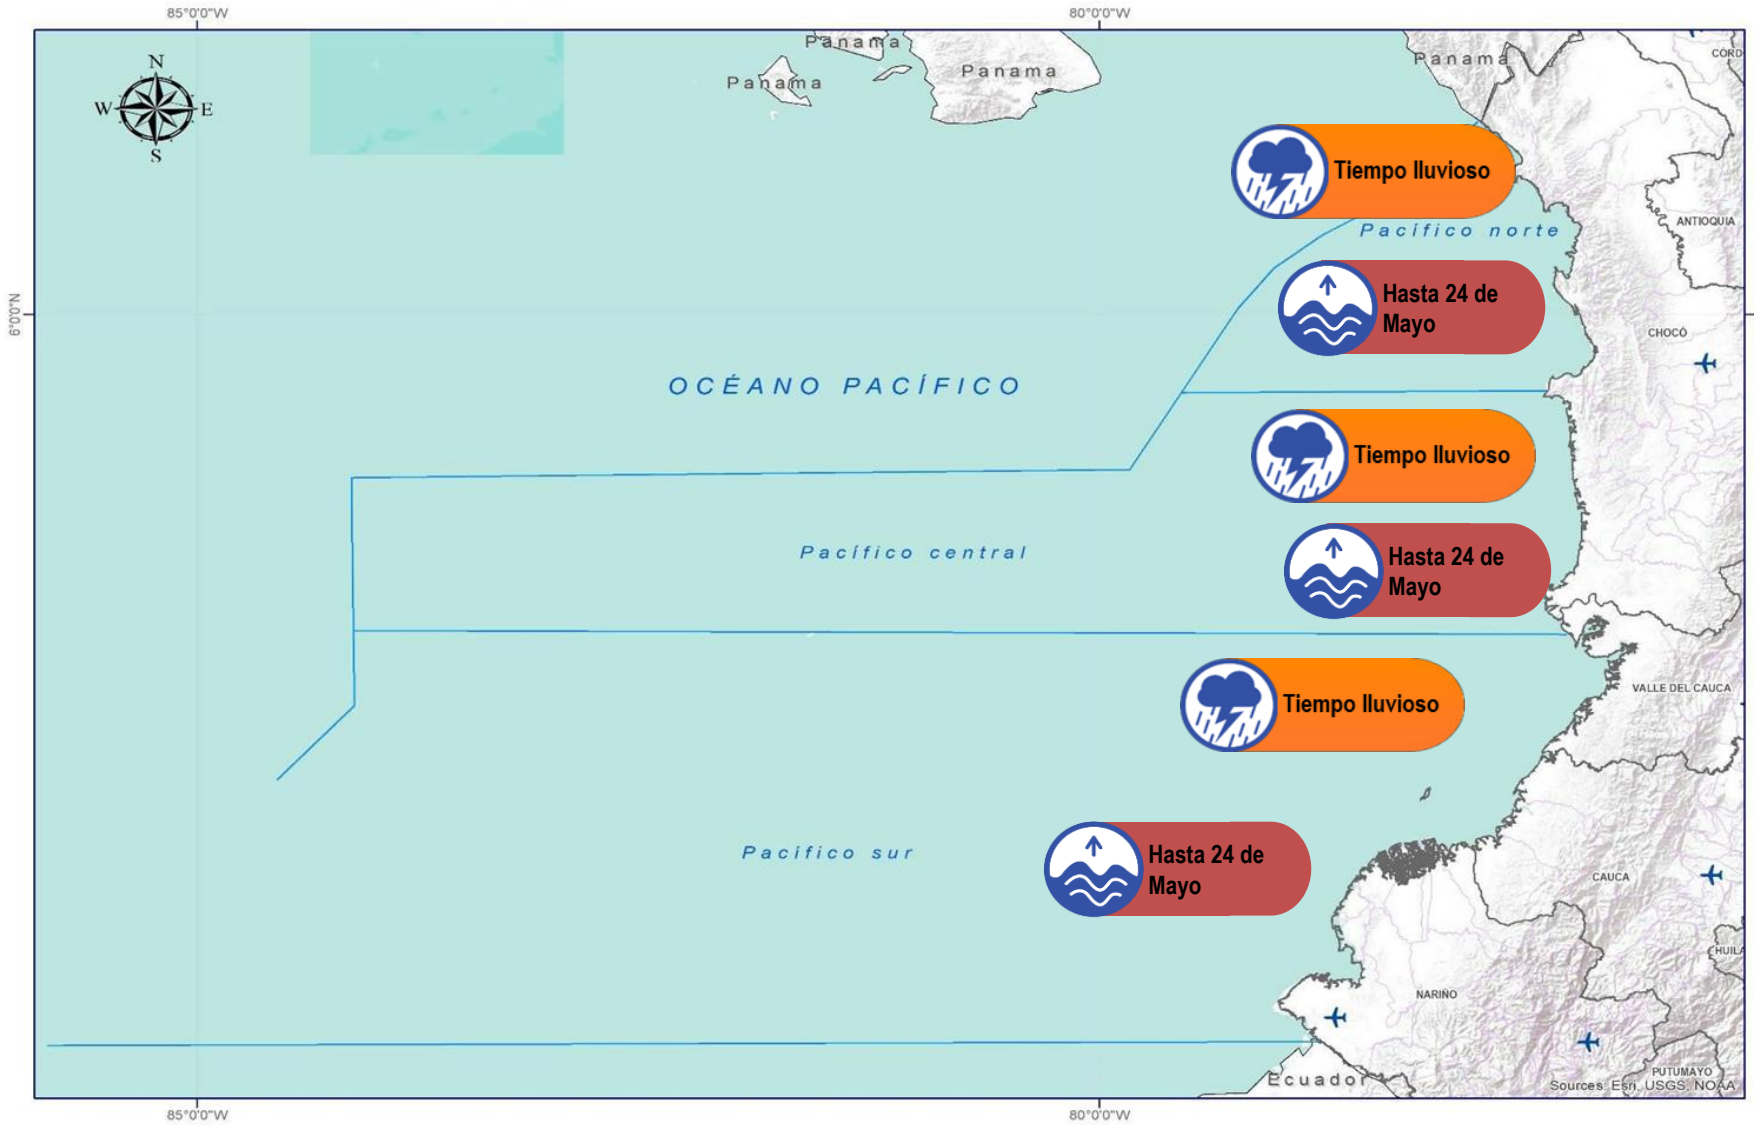 85°0'0"W
80°0'0"W
Panama
Panama
Panama
Panama
CORD
N
W
E
S
Tiempo lluvioso
ANTIOQUIA
Pacífico norte
6°0'0"N
Hasta 24 de
Mayo
CHOCÓ
OCÉANO PACÍFICO
Tiempo lluvioso
Pacífico central
Hasta 24 de
Mayo
VALLE DEL CAUCA
Tiempo lluvioso
Pacífico sur
Hasta 24 de
Mayo
CAUCA
HUILA
NARIÑO
Ecuador
PUTUMAYO
Sources: Esri, USGS, NOAA
85°0'0"W
80°0'0"W